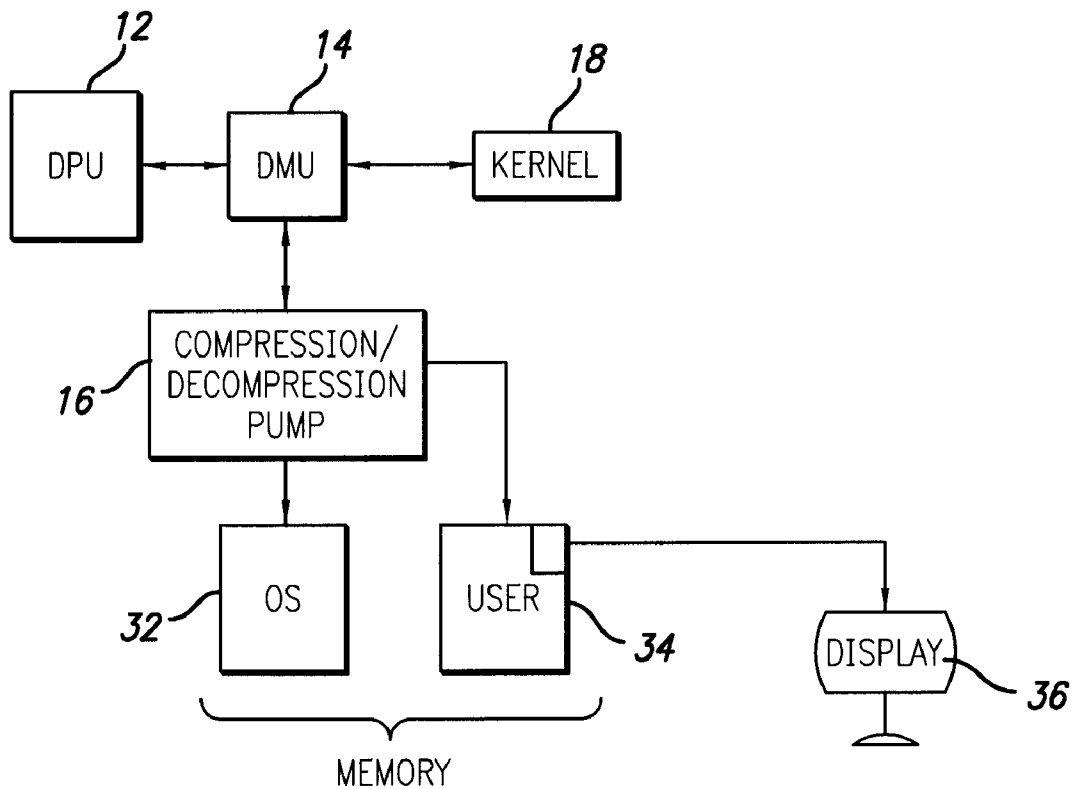 12
14
18
DPU
DMU
KERNEL
16
COMPRESSION/
DECOMPRESSION
PUMP
32
OS
USER
34
DISPLAY
36
MEMORY